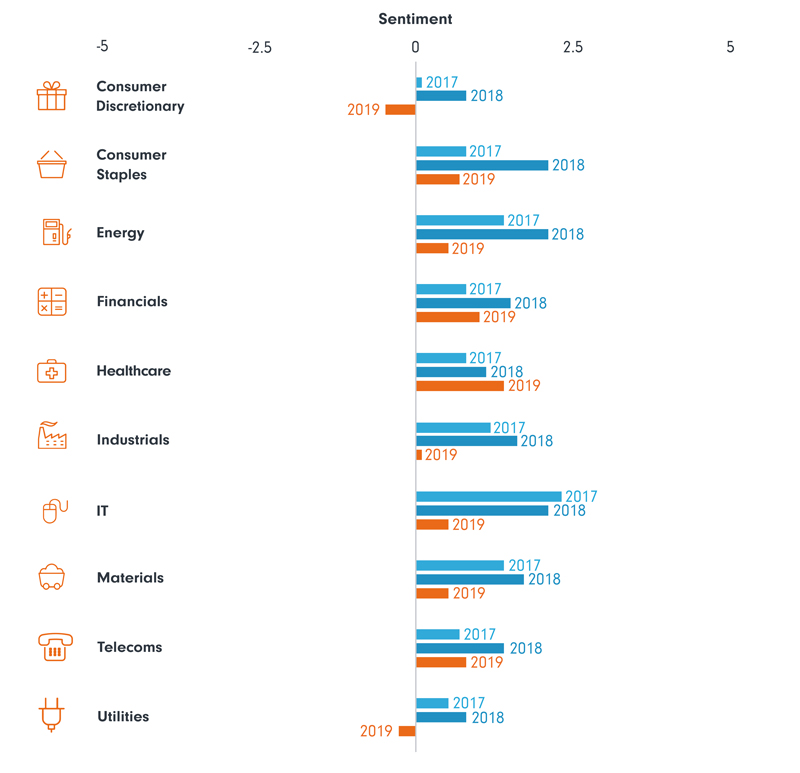 Sentiment
-5 -2.5 0 2.5 5
2017
Consumer
Discretionary
2018
2019
Consumer
Staples
2017
2018
2019
2017
Energy
2018
2019
2017
Financials
2018
2019
2017
Healthcare
2018
2019
2017
Industrials
2018
2019
2017
IT
2018
2019
2017
Materials
2018
2019
2017
Telecoms
2018
2019
2017
Utilities
2018
2019